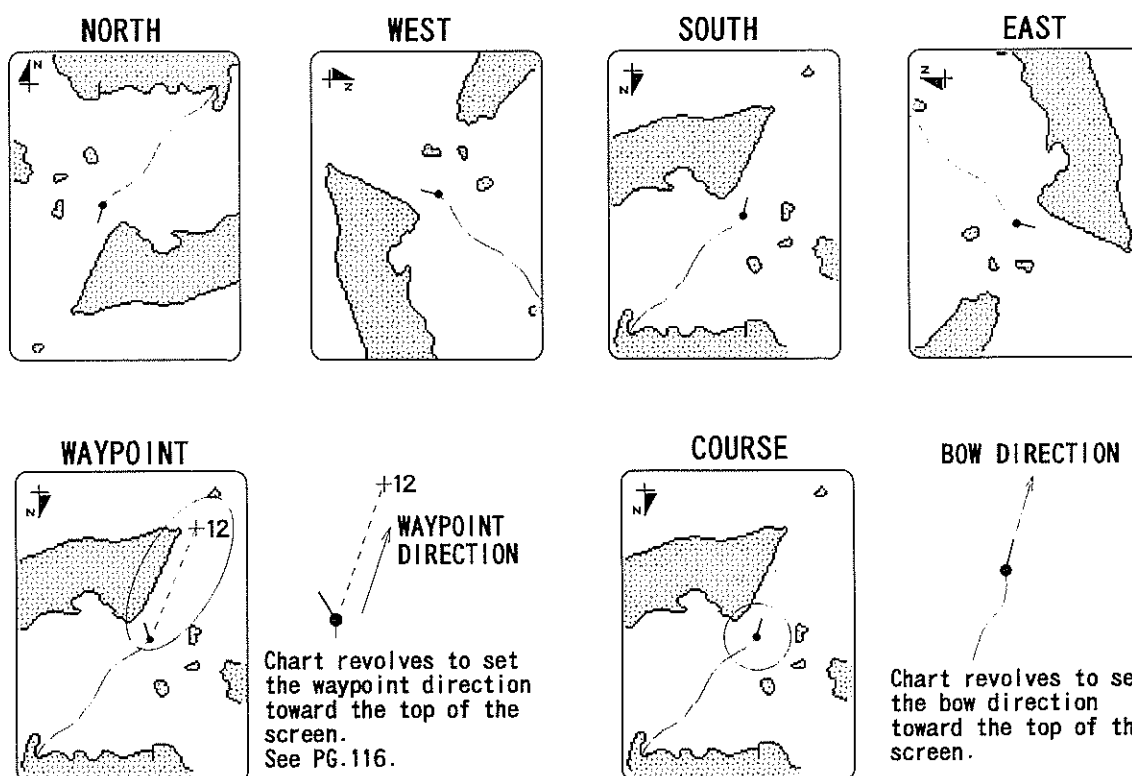 NORTH
WEST
SOUTH
EAST
N
N
N
N
WAYPOINT
N
+12
+12
WAYPOINT
DIRECTION
Chart revolves to set
the waypoint direction
toward the top of the
screen.
See PG.116.
COURSE
N
BOW DIRECTION
Chart revolves to se
the bow direction
toward the top of th
screen.